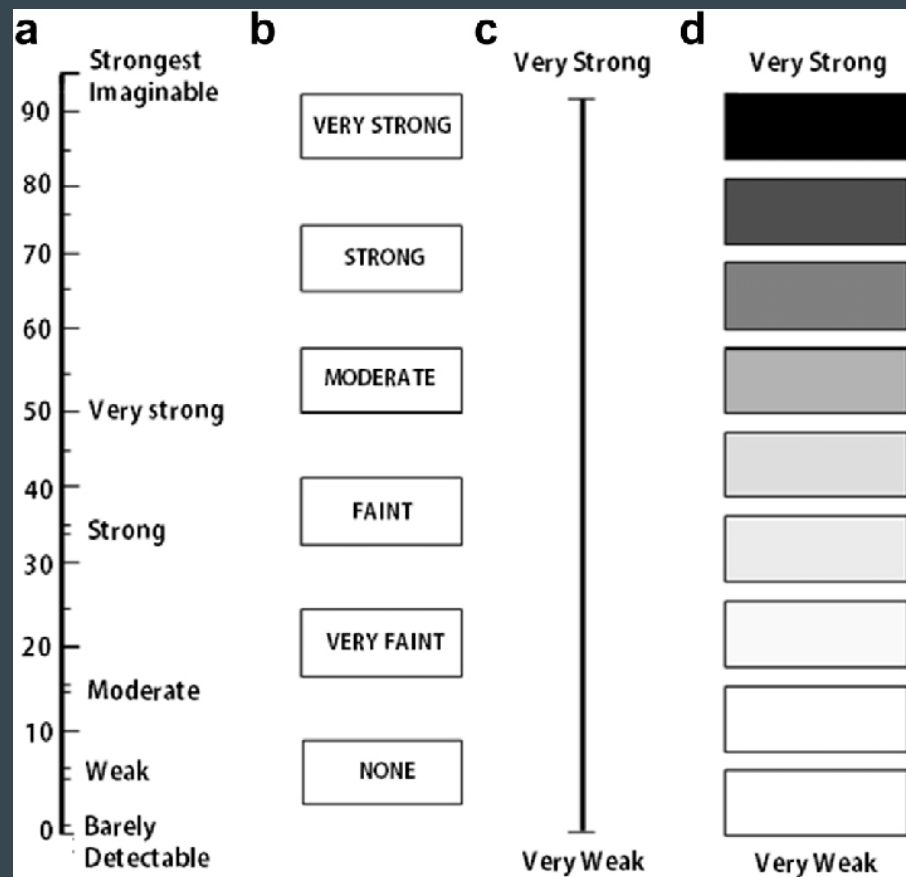 a
Strongest
Imaginable
90
80
70
60
50 Very strong
40
Strong
30
20
Moderate
10
Weak
0 Barely
Detectable
b
VERY STRONG
STRONG
MODERATE
FAINT
VERY FAINT
NONE
c
Very Strong
Very Weak
d
Very Strong
Very Weak